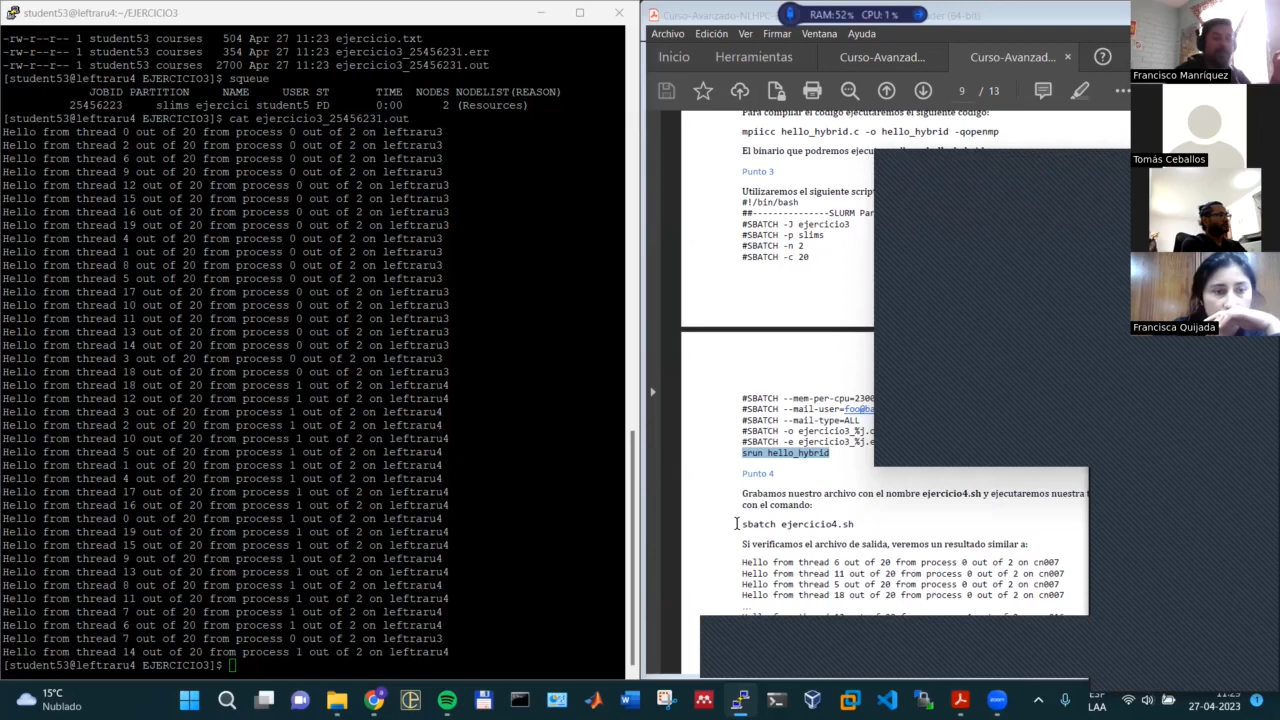 student53@leftraru4:~/EJERCICIO3
-rw-r--r-- 1 student53 courses  504 Apr 27 11:23 ejercicio.txt
-rw-r--r-- 1 student53 courses  354 Apr 27 11:23 ejercicio3_25456231.err
-rw-r--r-- 1 student53 courses 2700 Apr 27 11:23 ejercicio3_25456231.out
[student53@leftraru4 EJERCICIO3]$ squeue
JOBID PARTITION NAME USER ST TIME NODES NODELIST(REASON)
25456223 slims ejercici student5 PD 0:00 2 (Resources)
[student53@leftraru4 EJERCICIO3]$ cat ejercicio3_25456231.out
Hello from thread 0 out of 20 from process 0 out of 2 on leftraru3
Hello from thread 2 out of 20 from process 0 out of 2 on leftraru3
Hello from thread 6 out of 20 from process 0 out of 2 on leftraru3
Hello from thread 9 out of 20 from process 0 out of 2 on leftraru3
Hello from thread 12 out of 20 from process 0 out of 2 on leftraru3
Hello from thread 15 out of 20 from process 0 out of 2 on leftraru3
Hello from thread 16 out of 20 from process 0 out of 2 on leftraru3
Hello from thread 19 out of 20 from process 0 out of 2 on leftraru3
Hello from thread 4 out of 20 from process 0 out of 2 on leftraru3
Hello from thread 1 out of 20 from process 0 out of 2 on leftraru3
Hello from thread 8 out of 20 from process 0 out of 2 on leftraru3
Hello from thread 5 out of 20 from process 0 out of 2 on leftraru3
Hello from thread 17 out of 20 from process 0 out of 2 on leftraru3
Hello from thread 10 out of 20 from process 0 out of 2 on leftraru3
Hello from thread 11 out of 20 from process 0 out of 2 on leftraru3
Hello from thread 13 out of 20 from process 0 out of 2 on leftraru3
Hello from thread 14 out of 20 from process 0 out of 2 on leftraru3
Hello from thread 3 out of 20 from process 0 out of 2 on leftraru3
Hello from thread 18 out of 20 from process 0 out of 2 on leftraru3
Hello from thread 18 out of 20 from process 1 out of 2 on leftraru4
Hello from thread 12 out of 20 from process 1 out of 2 on leftraru4
Hello from thread 3 out of 20 from process 1 out of 2 on leftraru4
Hello from thread 2 out of 20 from process 1 out of 2 on leftraru4
Hello from thread 10 out of 20 from process 1 out of 2 on leftraru4
Hello from thread 5 out of 20 from process 1 out of 2 on leftraru4
Hello from thread 1 out of 20 from process 1 out of 2 on leftraru4
Hello from thread 4 out of 20 from process 1 out of 2 on leftraru4
Hello from thread 17 out of 20 from process 1 out of 2 on leftraru4
Hello from thread 16 out of 20 from process 1 out of 2 on leftraru4
Hello from thread 0 out of 20 from process 1 out of 2 on leftraru4
Hello from thread 19 out of 20 from process 1 out of 2 on leftraru4
Hello from thread 15 out of 20 from process 1 out of 2 on leftraru4
Hello from thread 9 out of 20 from process 1 out of 2 on leftraru4
Hello from thread 13 out of 20 from process 1 out of 2 on leftraru4
Hello from thread 8 out of 20 from process 1 out of 2 on leftraru4
Hello from thread 11 out of 20 from process 1 out of 2 on leftraru4
Hello from thread 7 out of 20 from process 1 out of 2 on leftraru4
Hello from thread 6 out of 20 from process 1 out of 2 on leftraru4
Hello from thread 7 out of 20 from process 0 out of 2 on leftraru3
Hello from thread 14 out of 20 from process 1 out of 2 on leftraru4
[student53@leftraru4 EJERCICIO3]$
Curso-Avanzado-NLHPC
(64-bit)
RAM:52% CPU:1%
Archivo Edición Ver Firmar Ventana Ayuda
Inicio Herramientas Curso-Avanzad... Curso-Avanzad... ×
9 / 13
Para compilar el código ejecutaremos el siguiente código:
mpiicc hello_hybrid.c -o hello_hybrid -qopenmp
El binario que podremos
Punto 3
Utilizaremos el siguiente
#!/bin/bash
##---------------SLURM
#SBATCH -J ejercicio3
#SBATCH -p slims
#SBATCH -n 2
#SBATCH -c 20
#SBATCH --mem-per-cpu=2300
#SBATCH --mail-user=
#SBATCH --mail-type=ALL
#SBATCH -o ejercicio3_%j.
#SBATCH -e ejercicio3_%j.
srun hello_hybrid
Punto 4
Grabamos nuestro archivo con el nombre ejercicio4.sh y ejecutaremos nuestra
con el comando:
sbatch ejercicio4.sh
Si verificamos el archivo de salida, veremos un resultado similar a:
Hello from thread 6 out of 20 from process 0 out of 2 on cn007
Hello from thread 11 out of 20 from process 0 out of 2 on cn007
Hello from thread 5 out of 20 from process 0 out of 2 on cn007
Hello from thread 18 out of 20 from process 0 out of 2 on cn007
...
Francisco Manríquez
Tomás Ceballos
Francisca Quijada
15°C
Nublado
ESP
LAA
27-04-2023
1